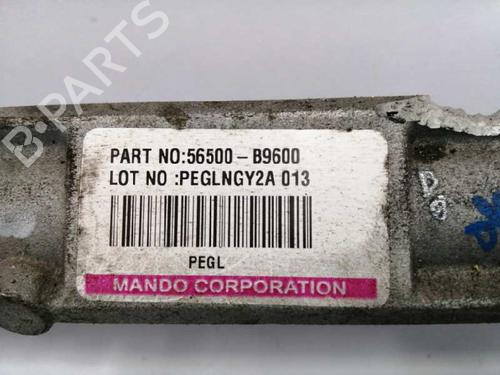 B-PARTS
PART NO:56500-B9600
LOT NO :PEGLNGY2A 013
PEGL
MANDO CORPORATION